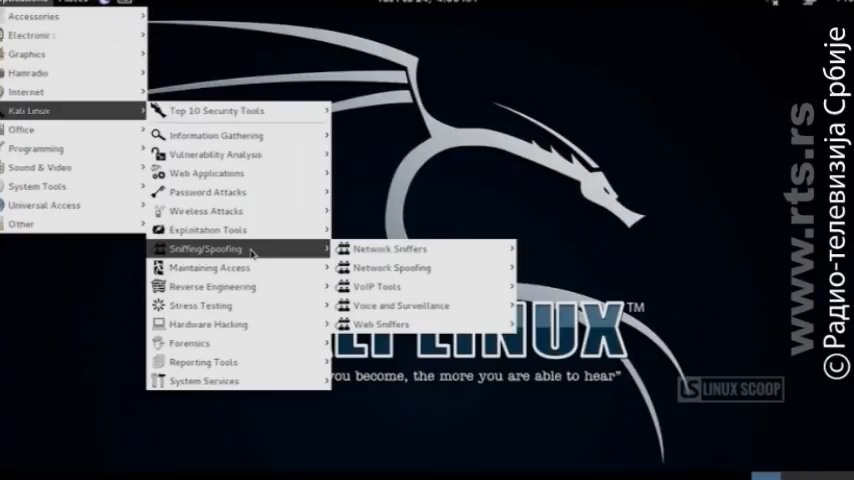 Accessories
Graphics
Hamradio
Internet
Kali Linux
Office
Programming
Sound & Video
System Tools
Universal Access
Other
Top 10 Security Tools
Information Gathering
Vulnerability Analysis
Web Applications
Password Attacks
Wireless Attacks
Exploitation Tools
Sniffing/Spoofing
Maintaining Access
Reverse Engineering
Stress Testing
Hardware Hacking
Forensics
Reporting Tools
System Services
Network Sniffers
Network Spoofing
VoIP Tools
Voice and Surveillance
Web Sniffers
LINUX™
you become, the more you are able to hear"
LS LINUX SCOOP
www.rts.rs
© Радио-телевизија Србије